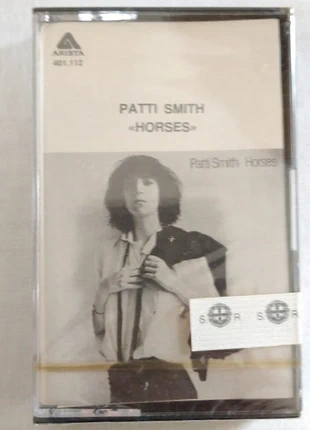 ARISTA
401.112
PATTI SMITH
«HORSES»
Patti Smith Horses
S. R. S. R